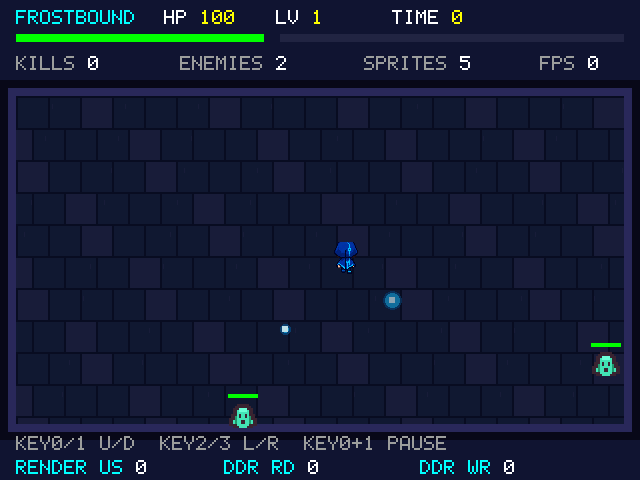 FROSTBOUND HP 100 LV 1 TIME 0
KILLS 0 ENEMIES 2 SPRITES 5 FPS 0
KEY0/1 U/D KEY2/3 L/R KEY0+1 PAUSE
RENDER US 0 DDR RD 0 DDR WR 0